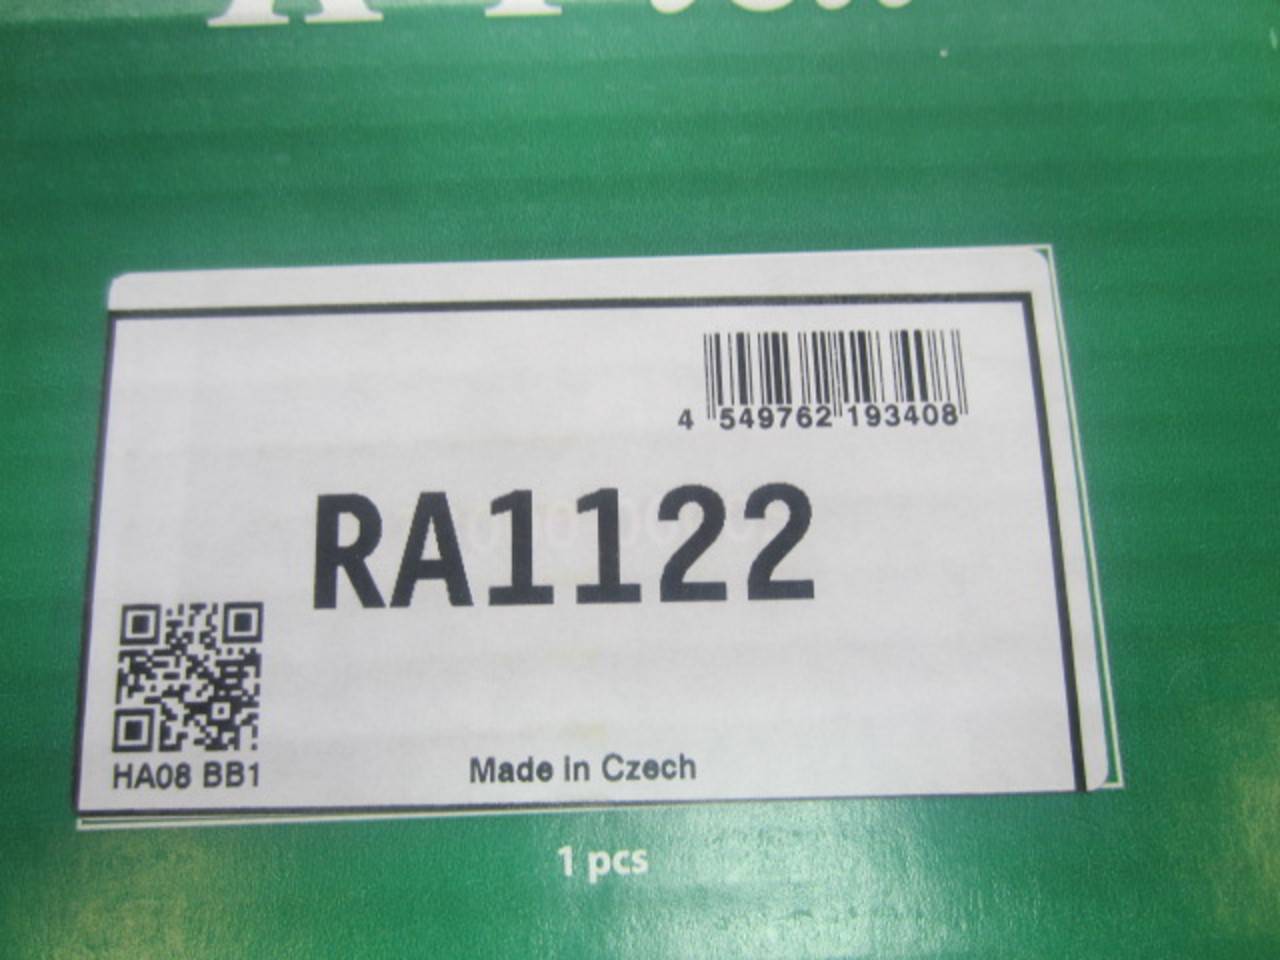 4 549762 193408
RA1122
HA08 BB1
Made in Czech
1 pcs